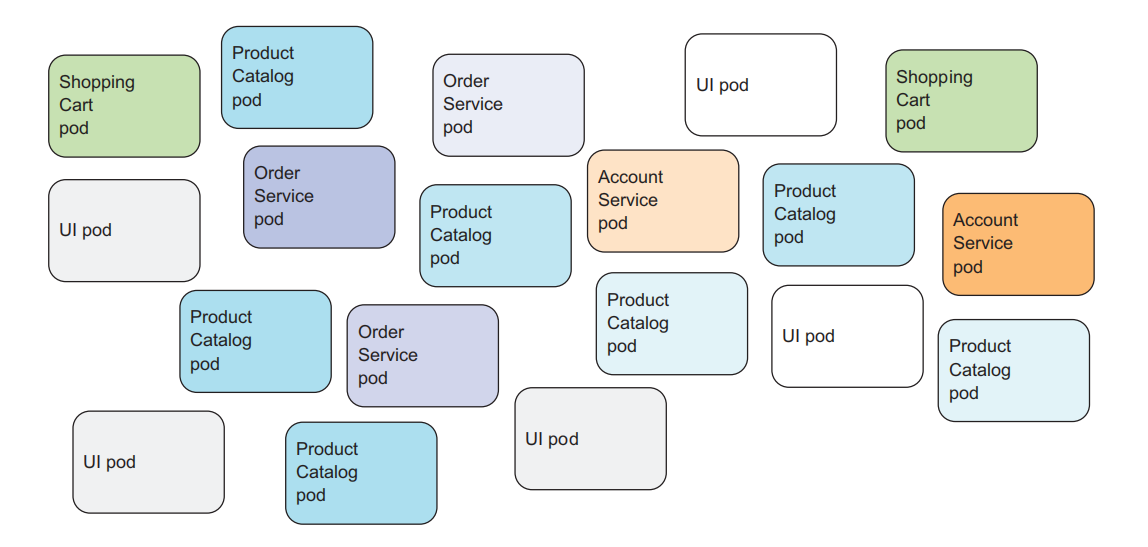 Shopping
Cart
pod
Product
Catalog
pod
Order
Service
pod
UI pod
Shopping
Cart
pod
UI pod
Order
Service
pod
Product
Catalog
pod
Account
Service
pod
Product
Catalog
pod
Account
Service
pod
Product
Catalog
pod
Order
Service
pod
Product
Catalog
pod
UI pod
Product
Catalog
pod
UI pod
Product
Catalog
pod
UI pod